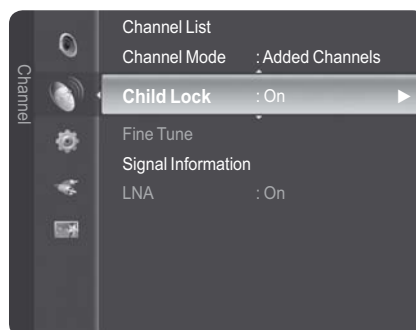 Channel
Channel List
Channel Mode : Added Channels
Child Lock : On
Fine Tune
Signal Information
LNA : On